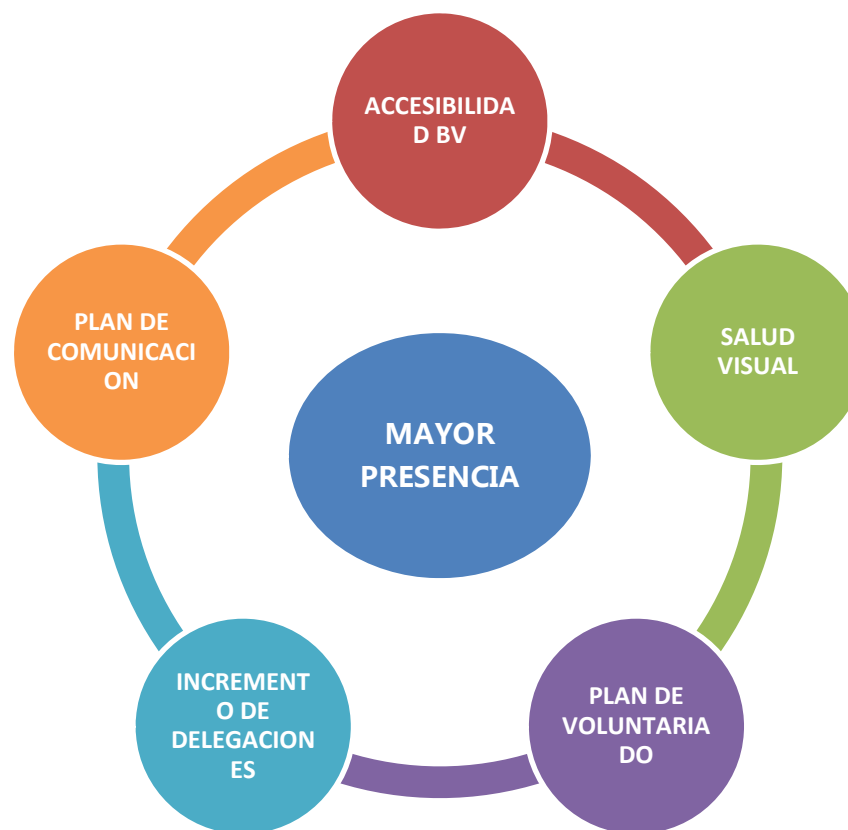 ACCESIBILIDA
D BV
PLAN DE
COMUNICACI
ON
SALUD
VISUAL
MAYOR
PRESENCIA
INCREMENT
O DE
DELEGACION
ES
PLAN DE
VOLUNTARIA
DO